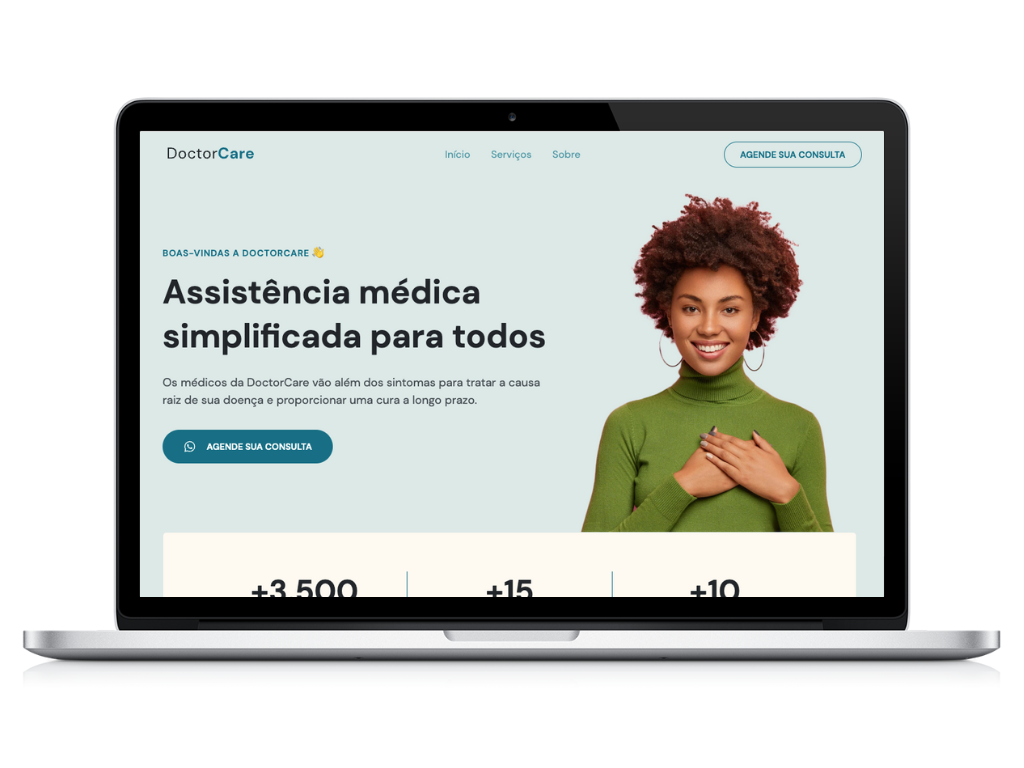 DoctorCare
Início Serviços Sobre
AGENDE SUA CONSULTA
BOAS-VINDAS A DOCTORCARE 👋
Assistência médica
simplificada para todos
Os médicos da DoctorCare vão além dos sintomas para tratar a causa
raiz de sua doença e proporcionar uma cura a longo prazo.
AGENDE SUA CONSULTA
+3.500 +15 +10